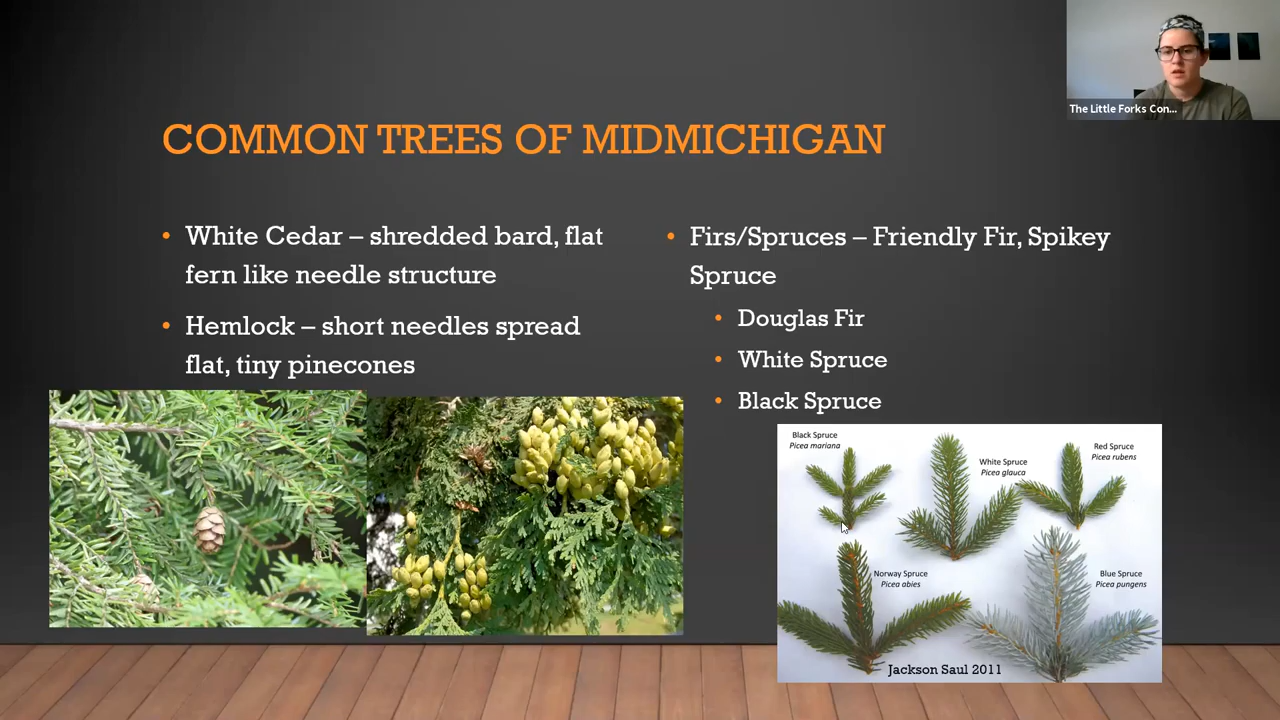 The Little Forks Con...
COMMON TREES OF MIDMICHIGAN
• White Cedar – shredded bard, flat
fern like needle structure
• Hemlock – short needles spread
flat, tiny pinecones
• Firs/Spruces – Friendly Fir, Spikey
Spruce
• Douglas Fir
• White Spruce
• Black Spruce
Black Spruce
Picea mariana
White Spruce
Picea glauca
Red Spruce
Picea rubens
Norway Spruce
Picea abies
Blue Spruce
Picea pungens
Jackson Saul 2011